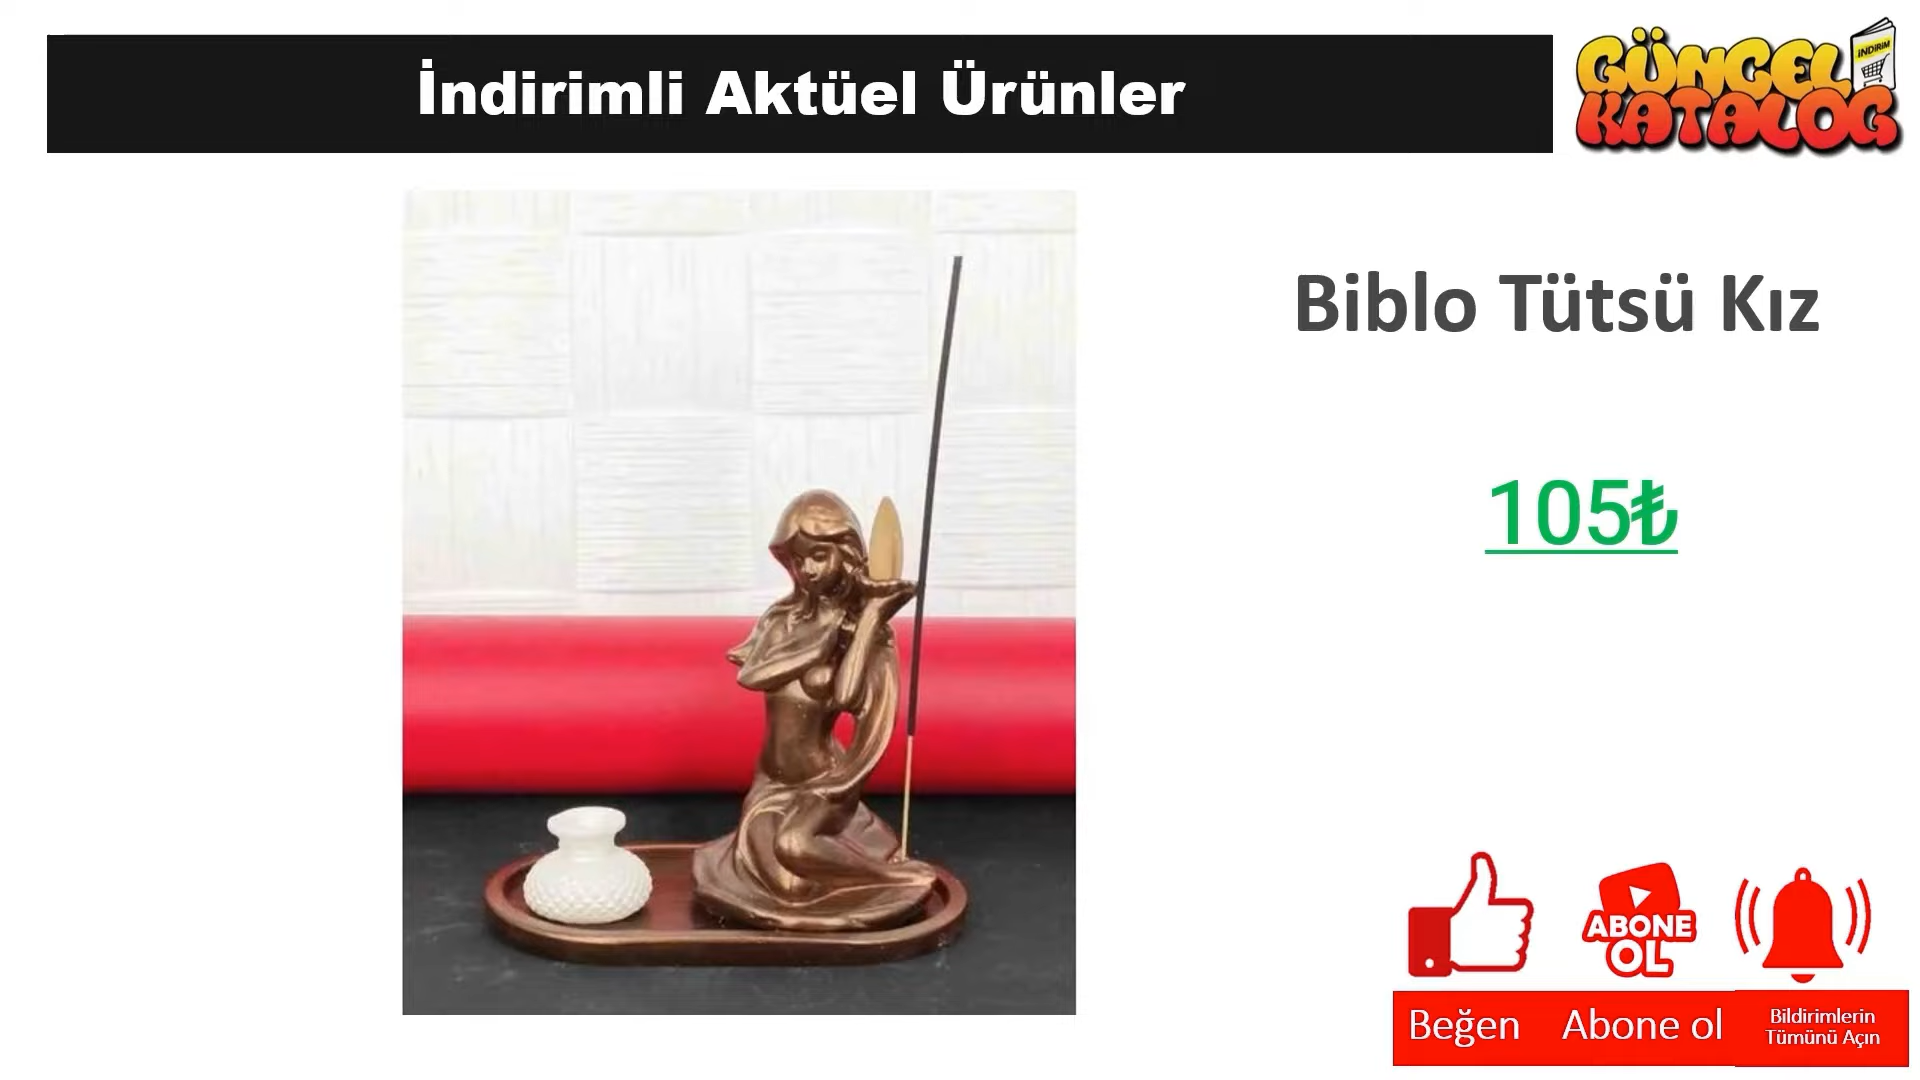 İndirimli Aktüel Ürünler
GÜNCEL
KATALOG
İNDİRİM
Biblo Tütsü Kız
105₺
ABONE
OL
Beğen
Abone ol
Bildirimlerin
Tümünü Açın